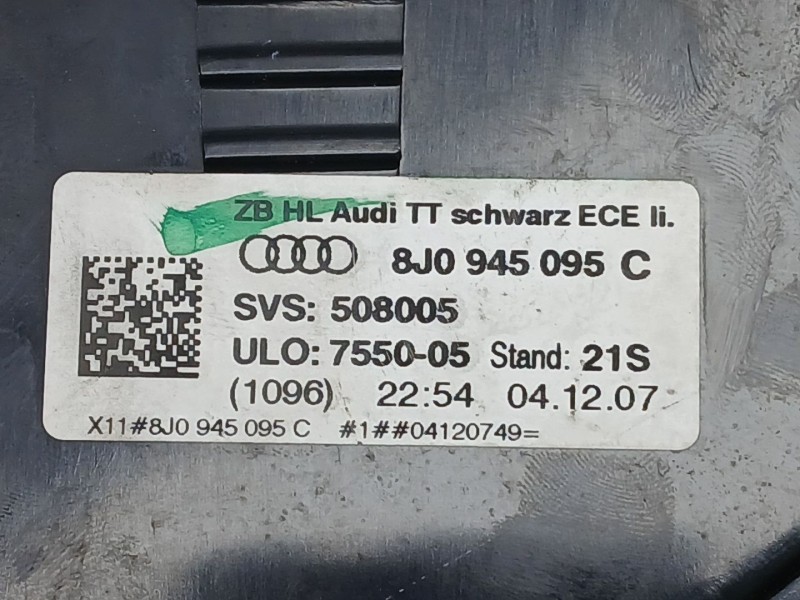 ZB HL Audi TT schwarz ECE li.
8J0 945 095 C
SVS: 508005
ULO: 7550-05 Stand: 21S
(1096) 22:54 04.12.07
X11#8J0 945 095 C #1##04120749=